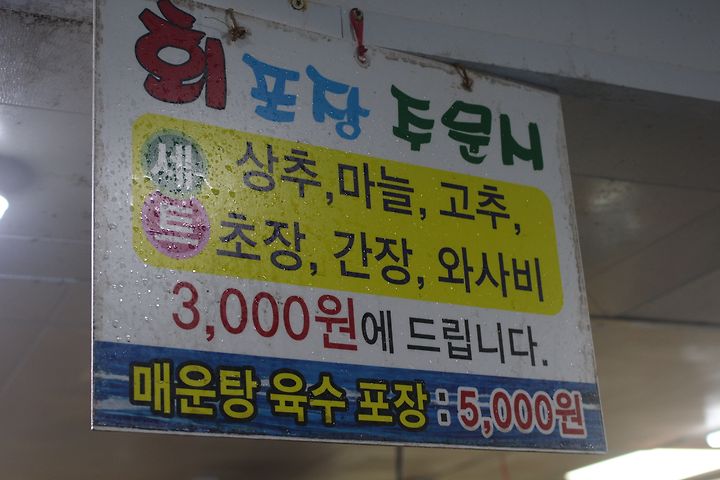 회 포장 주문시
세트 상추, 마늘, 고추,
초장, 간장, 와사비
3,000원에 드립니다.
매운탕 육수 포장 : 5,000원